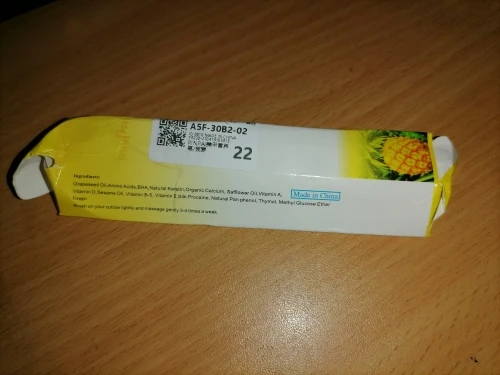 A5F-30B2-02
22
Ingredients:
Grapeseed Oil,Amino Acids,BHA,Natural Keratin,Organic Calcium, Safflower Oil,Vitamin A,
Vitamin D,Sesame Oil, Vitamin B-5, Vitamin E,Silk Procaine, Natural Pan phenol, Thymol, Methyl Glucose Ether
Made in China
Brush on your cuticle lightly and massage gently 3-4 times a week.